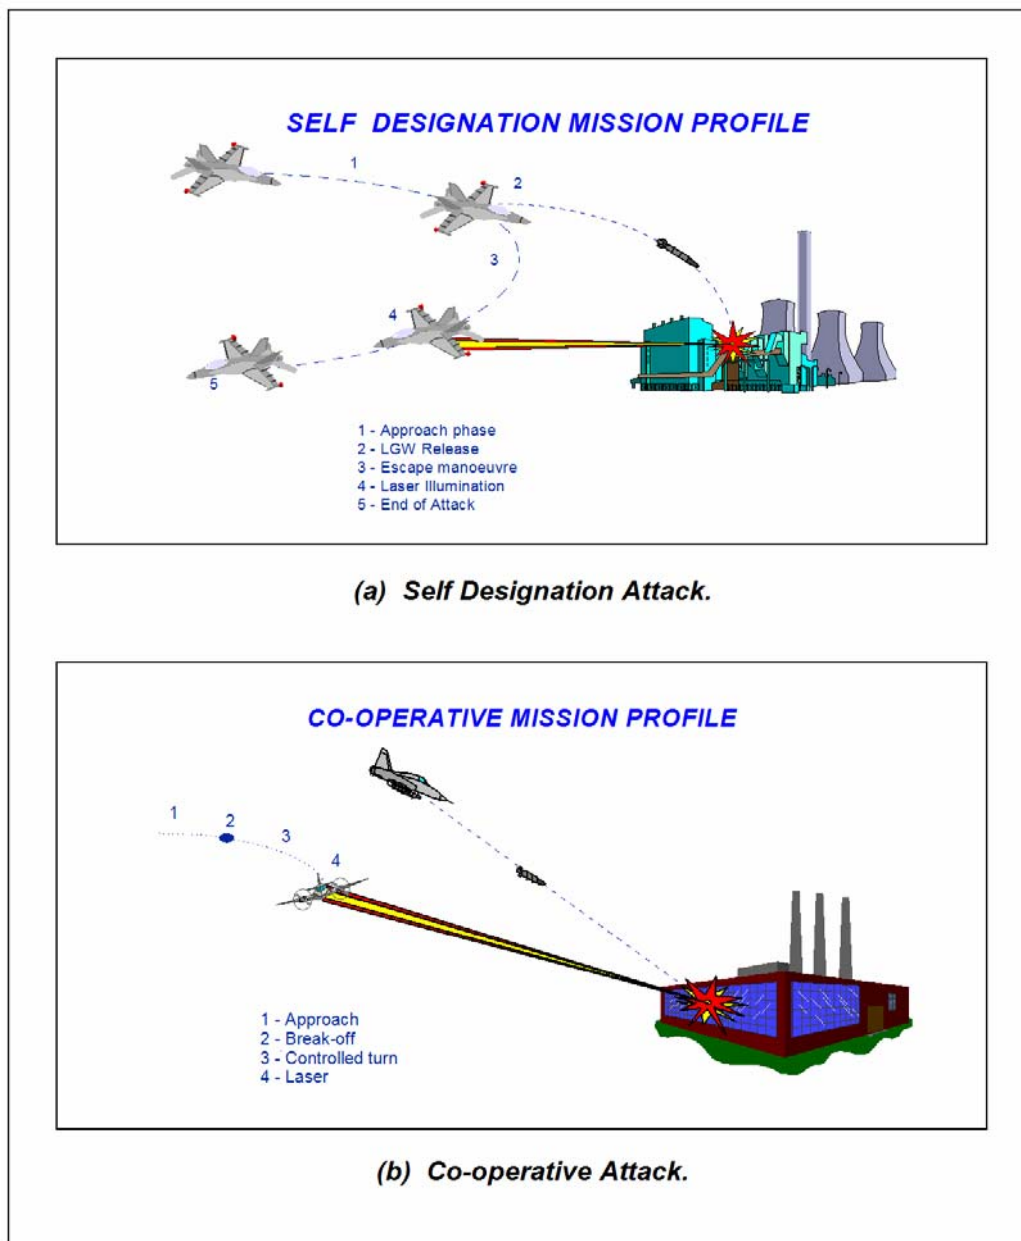 SELF DESIGNATION MISSION PROFILE
1
2
3
4
5
1 - Approach phase
2 - LGW Release
3 - Escape manoeuvre
4 - Laser Illumination
5 - End of Attack
(a) Self Designation Attack.
CO-OPERATIVE MISSION PROFILE
1
2
3
4
1 - Approach
2 - Break-off
3 - Controlled turn
4 - Laser
(b) Co-operative Attack.